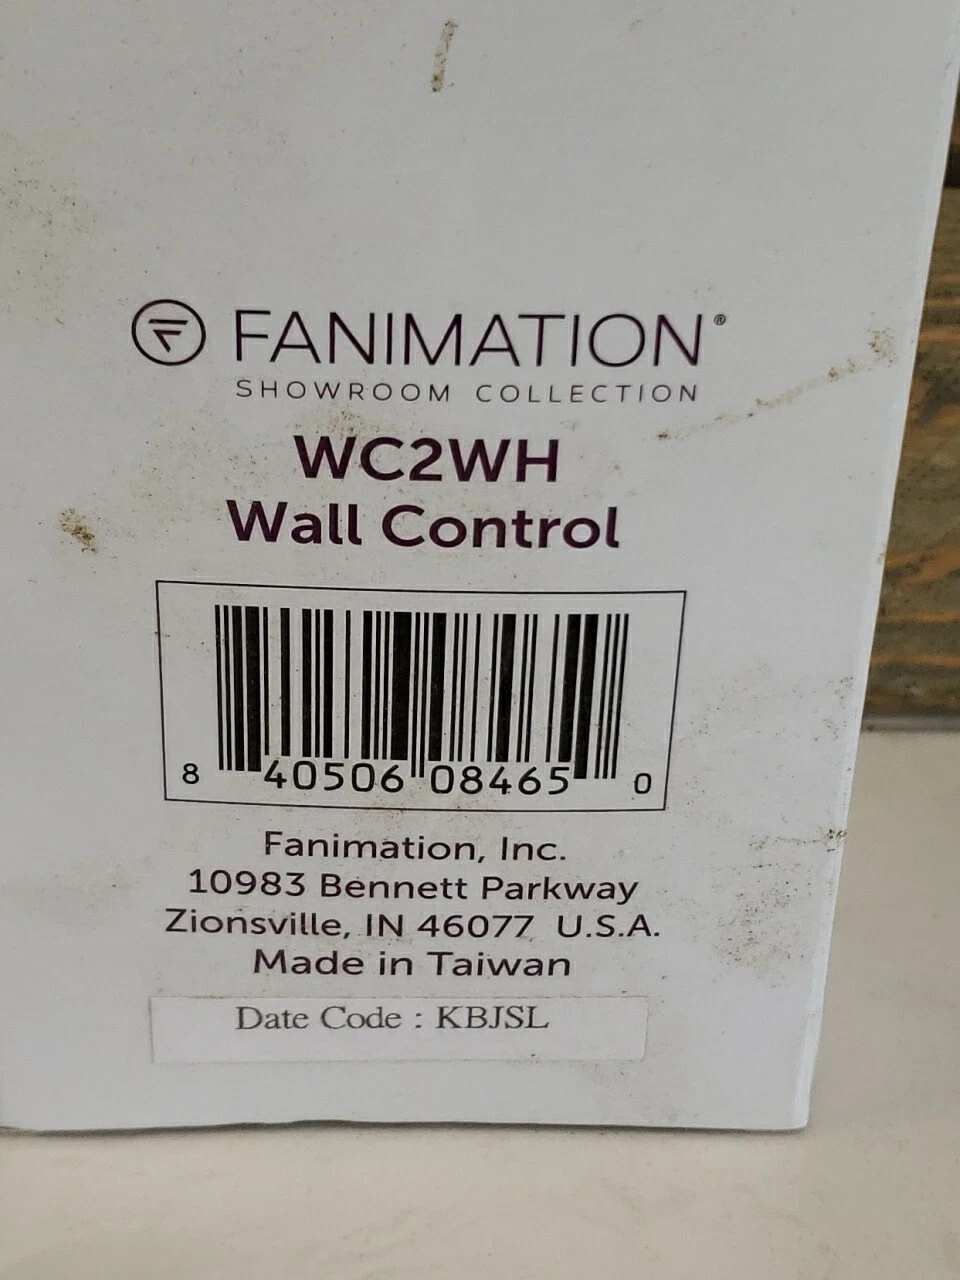 FANIMATION®
SHOWROOM COLLECTION
WC2WH
Wall Control
8 40506 08465 0
Fanimation, Inc.
10983 Bennett Parkway
Zionsville, IN 46077 U.S.A.
Made in Taiwan
Date Code : KBJSL